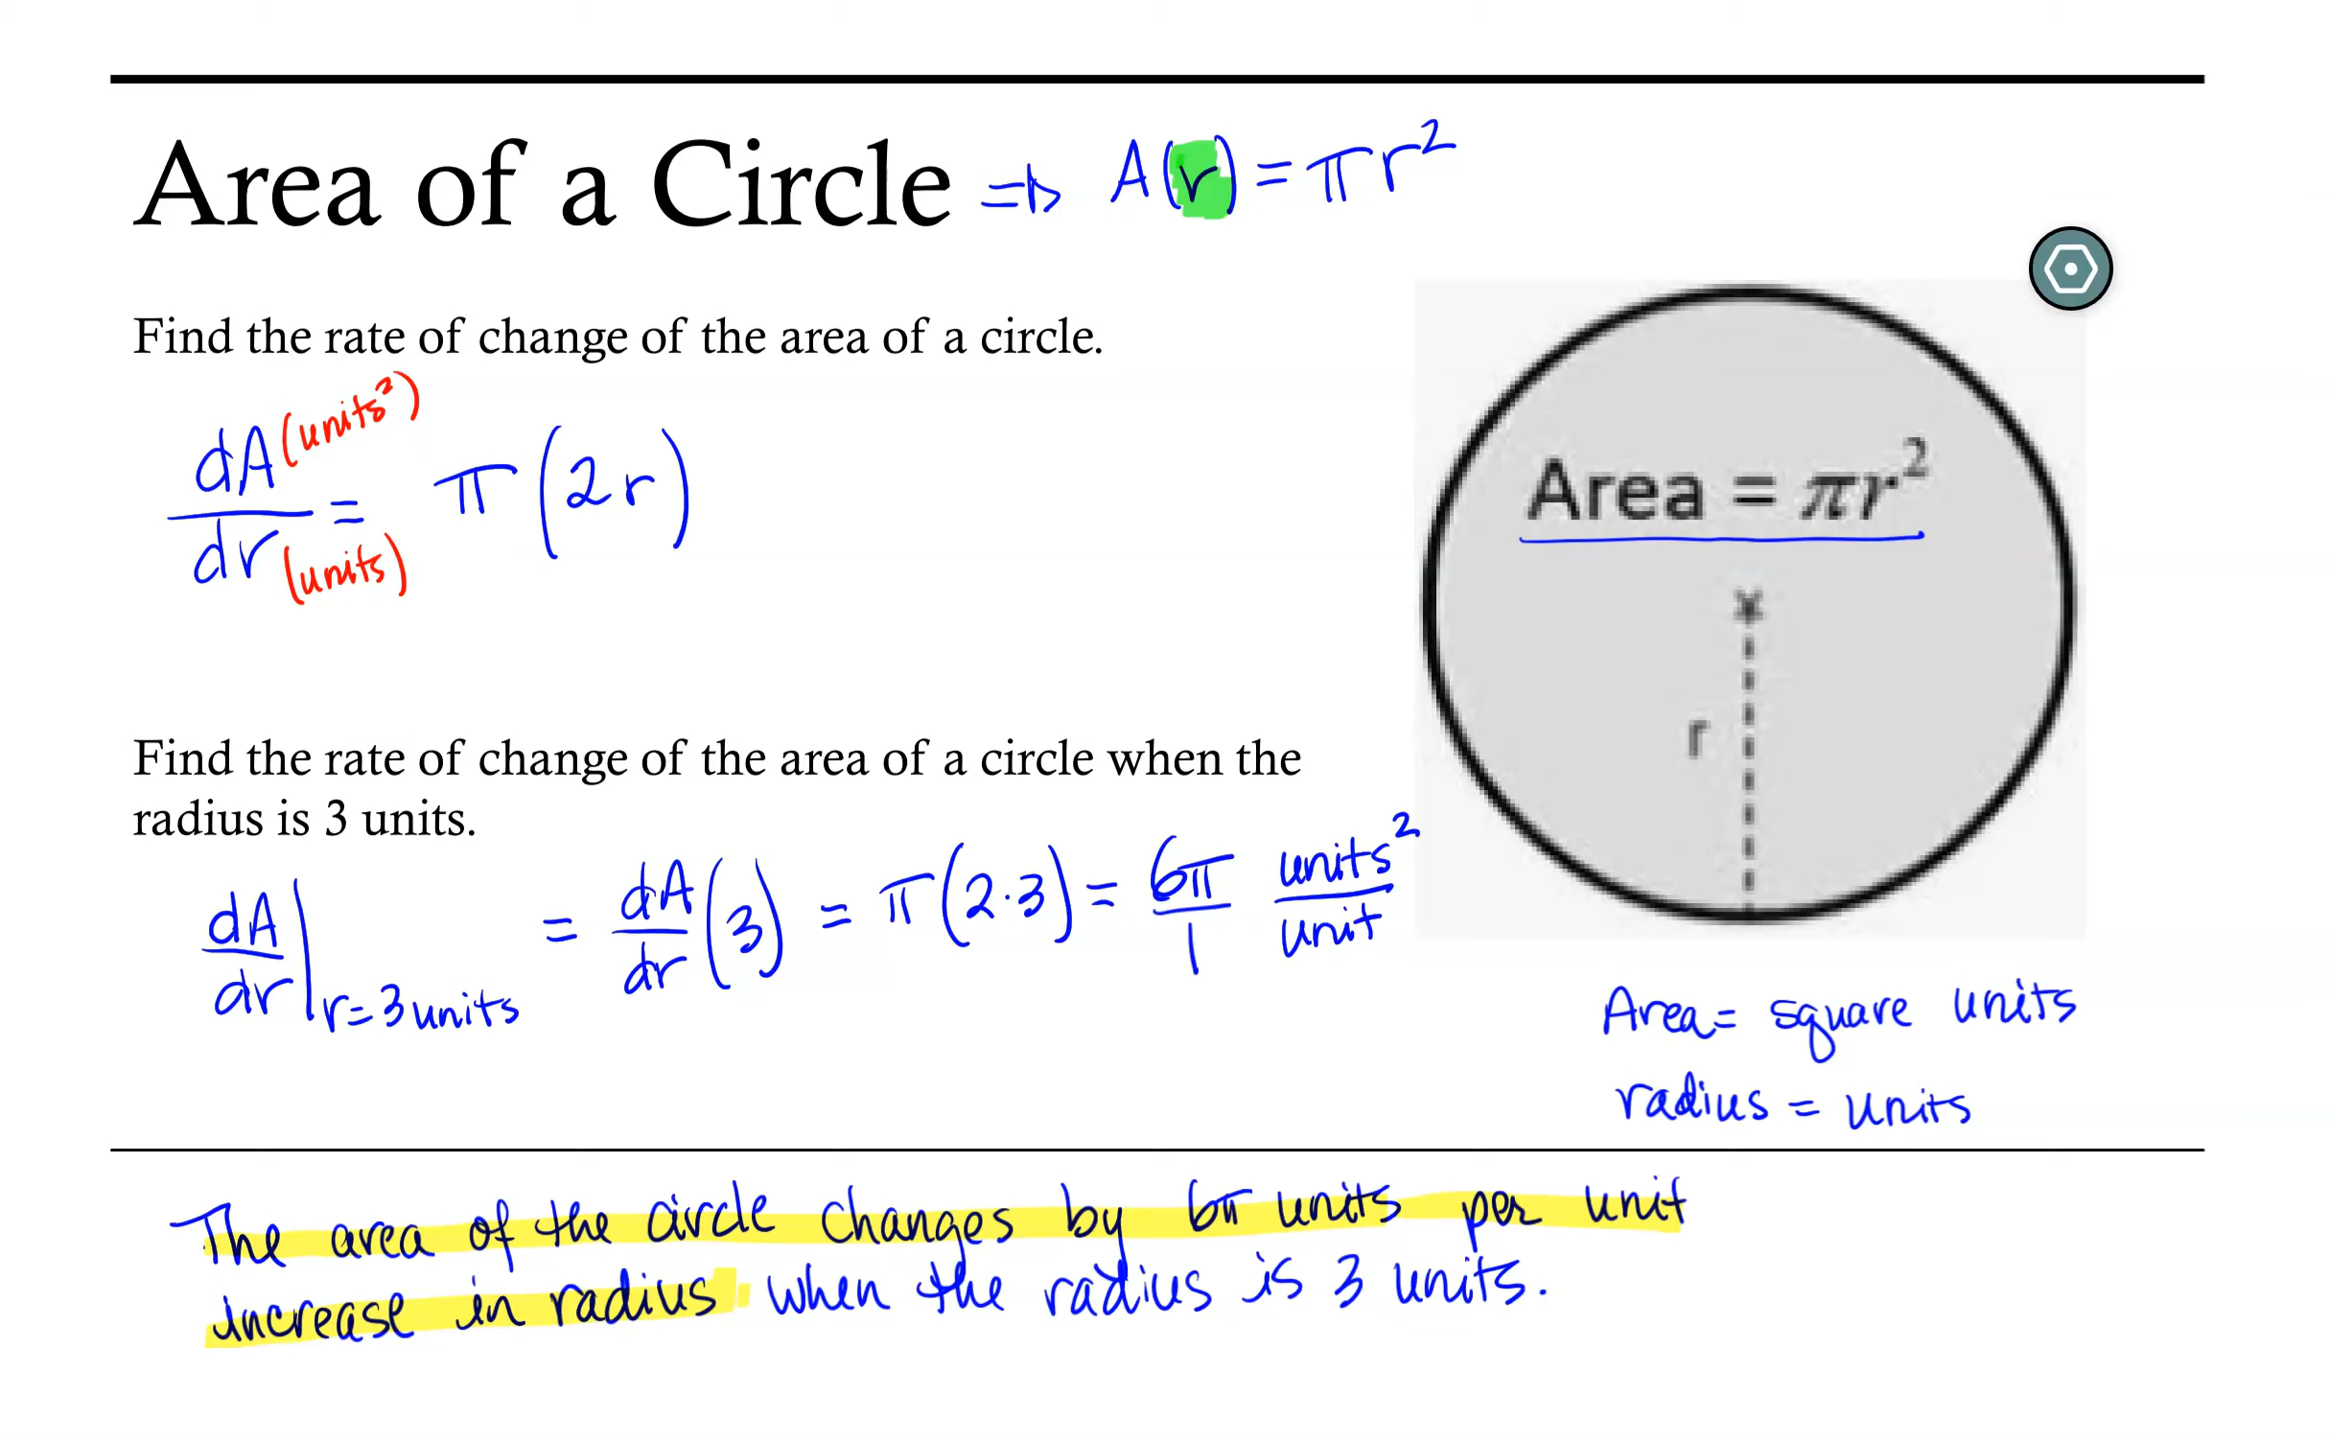 Area of a Circle ⇒ A(r) = πr²
Find the rate of change of the area of a circle.
dA (units²) / dr (units) = π(2r)
Area = πr²
r
Find the rate of change of the area of a circle when the
radius is 3 units.
dA/dr |r=3 units = dA/dr (3) = π(2·3) = 6π/1 units²/unit
Area = square units
radius = units
The area of the circle changes by 6π units per unit
increase in radius when the radius is 3 units.